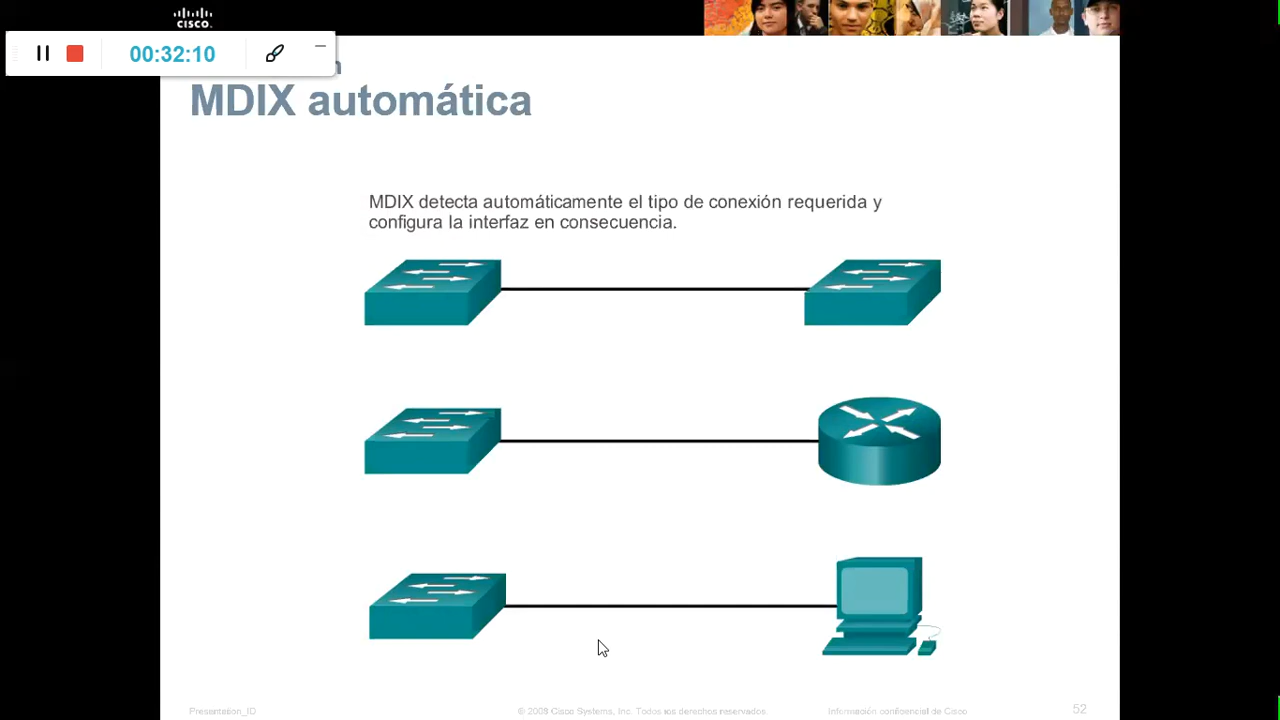 CISCO
00:32:10
MDIX automática
MDIX detecta automáticamente el tipo de conexión requerida y
configura la interfaz en consecuencia.
Presentation_ID
© 2008 Cisco Systems, Inc. Todos los derechos reservados.
Información confidencial de Cisco
52